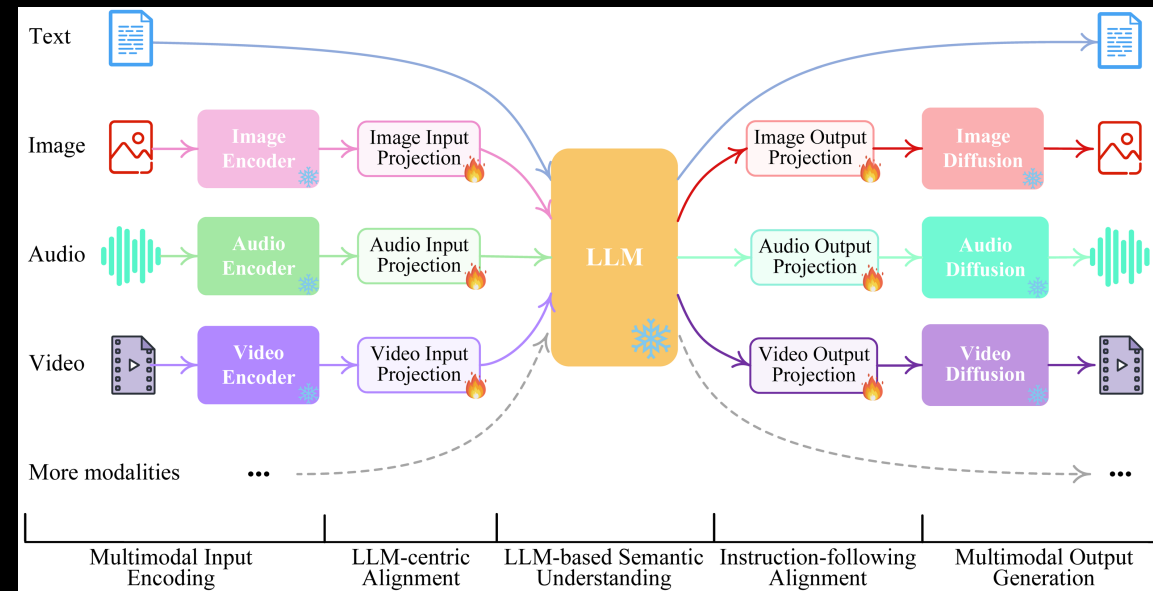 Text
Image
Image
Encoder
Image Input
Projection
Image Output
Projection
Image
Diffusion
Audio
Audio
Encoder
Audio Input
Projection
LLM
Audio Output
Projection
Audio
Diffusion
Video
Video
Encoder
Video Input
Projection
Video Output
Projection
Video
Diffusion
More modalities
...
...
Multimodal Input
Encoding
LLM-centric
Alignment
LLM-based Semantic
Understanding
Instruction-following
Alignment
Multimodal Output
Generation